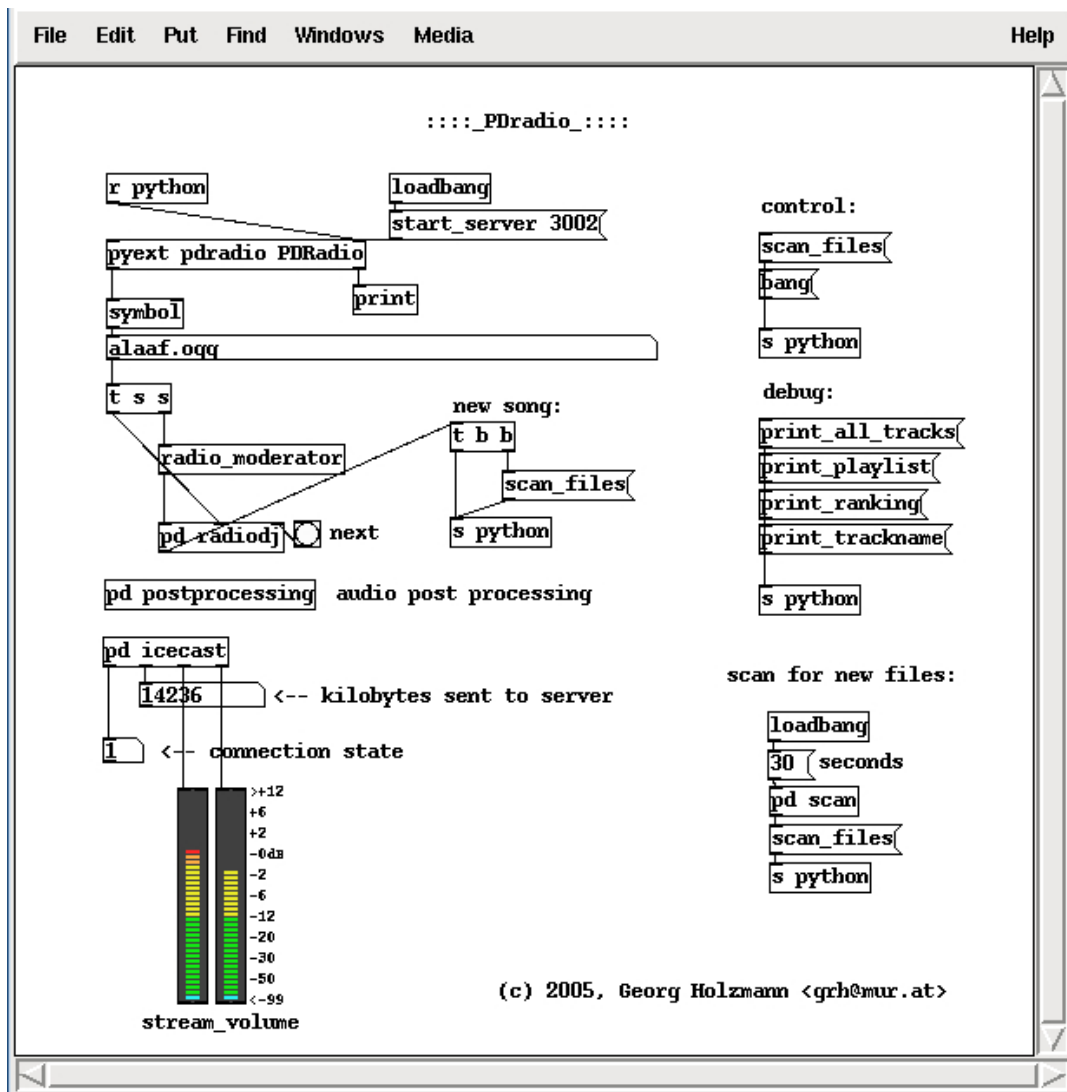 File Edit Put Find Windows Media Help
::::_PDradio_::::
r python
loadbang
start_server 3002
pyext pdradio PDRadio
print
symbol
alaaf.ogg
t s s
radio_moderator
pd radiodj
next
new song:
t b b
scan_files
s python
pd postprocessing audio post processing
pd icecast
14236 <-- kilobytes sent to server
1 <-- connection state
>+12
+6
+2
-0dB
-2
-6
-12
-20
-30
-50
<-99
stream_volume
control:
scan_files
bang
s python
debug:
print_all_tracks
print_playlist
print_ranking
print_trackname
s python
scan for new files:
loadbang
30 seconds
pd scan
scan_files
s python
(c) 2005, Georg Holzmann <grh@mur.at>